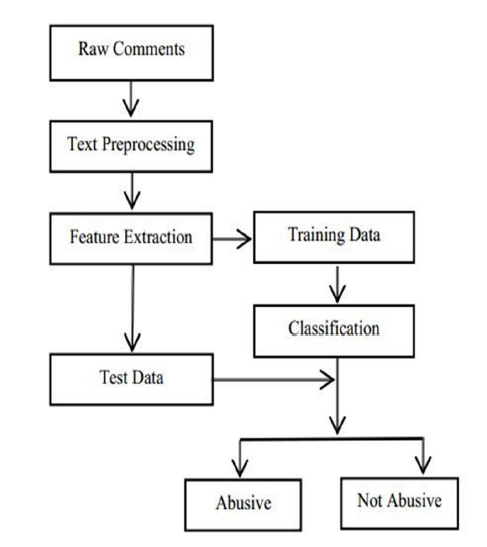 Raw Comments
Text Preprocessing
Feature Extraction
Training Data
Classification
Test Data
Abusive
Not Abusive